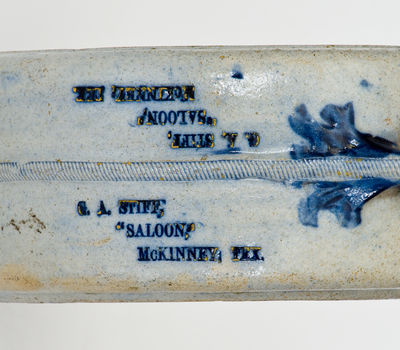 G. A. STIFF,
"SALOON,"
McKINNEY, TEX.
G. A. STIFF,
"SALOON,"
McKINNEY, TEX.